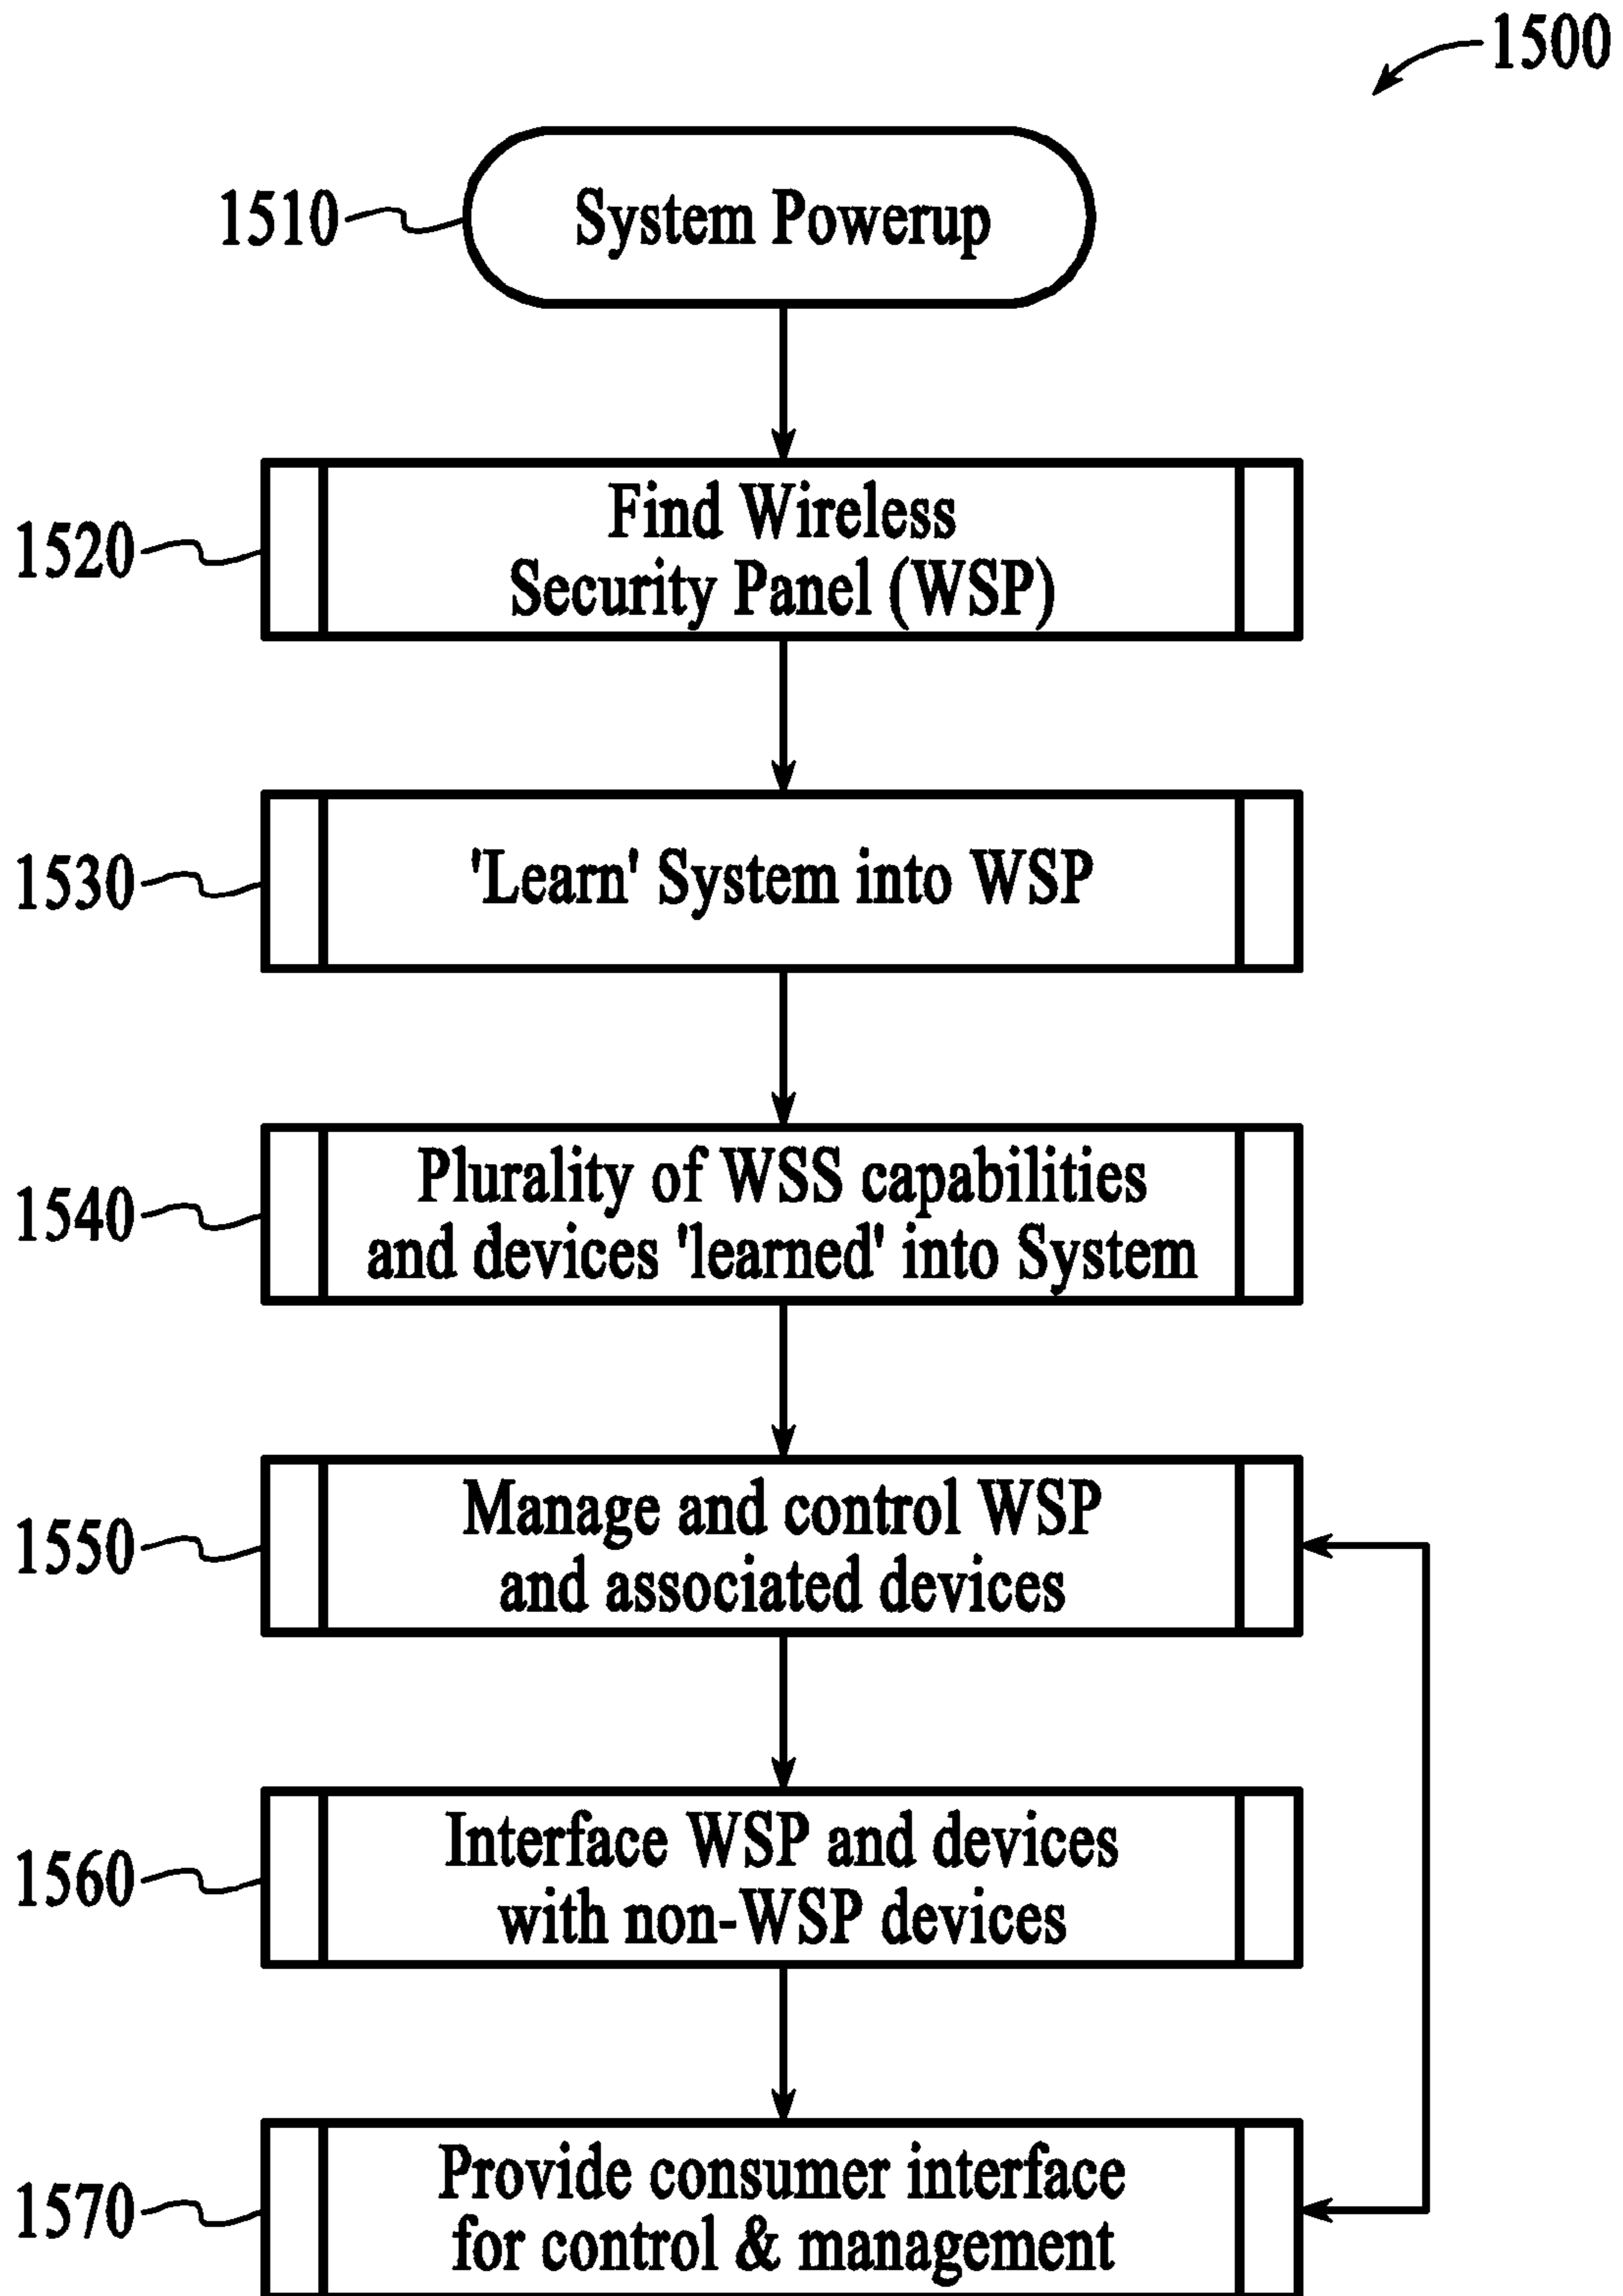 1500
1510
System Powerup
1520
Find Wireless
Security Panel (WSP)
1530
'Learn' System into WSP
1540
Plurality of WSS capabilities
and devices 'learned' into System
1550
Manage and control WSP
and associated devices
1560
Interface WSP and devices
with non-WSP devices
1570
Provide consumer interface
for control & management